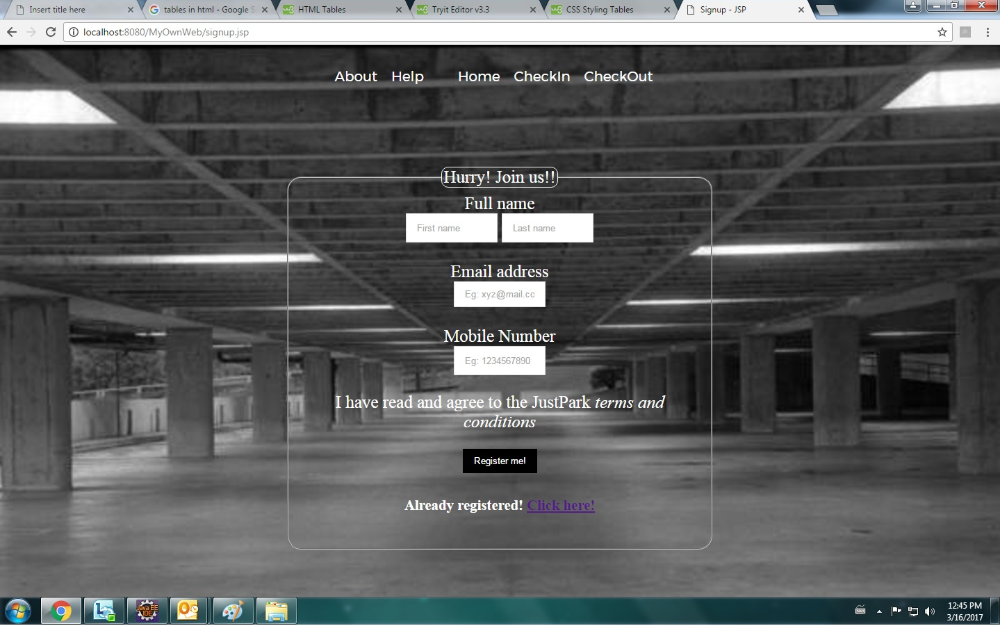 Insert title here
tables in html - Google S
HTML Tables
Tryit Editor v3.3
CSS Styling Tables
Signup - JSP
localhost:8080/MyOwnWeb/signup.jsp
About Help Home CheckIn CheckOut
Hurry! Join us!!
Full name
First name Last name
Email address
Eg: xyz@mail.co
Mobile Number
Eg: 1234567890
I have read and agree to the JustPark terms and
conditions
Register me!
Already registered! Click here!
Java EE
IDE
12:45 PM
3/16/2017